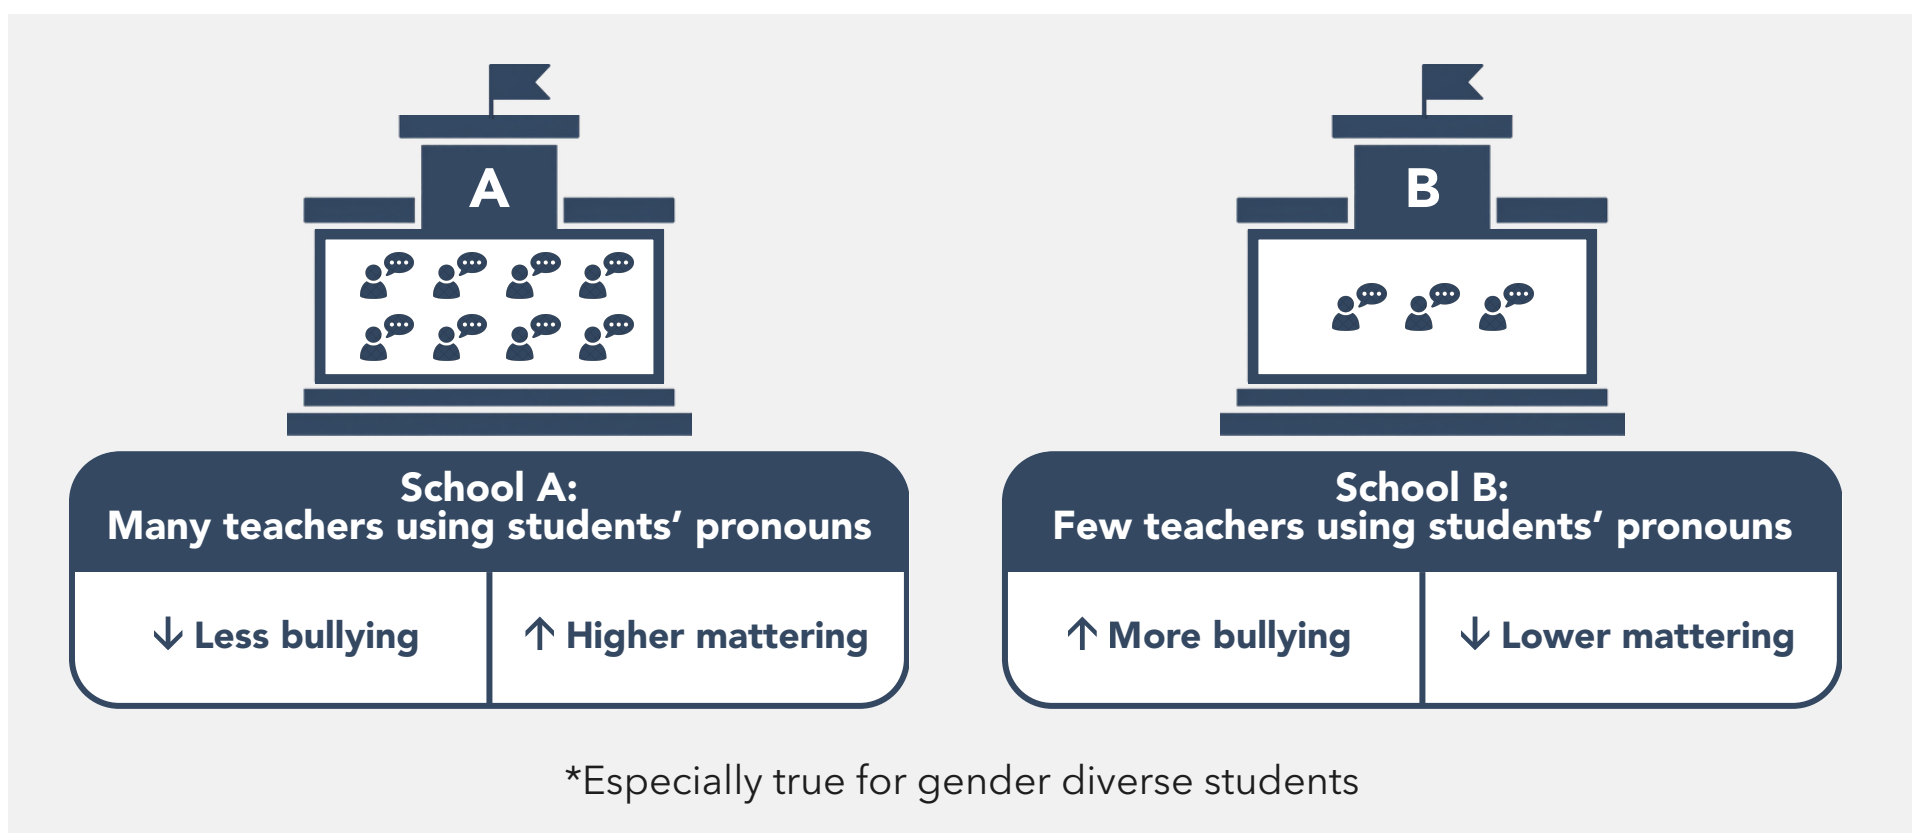 A
B
School A:
Many teachers using students’ pronouns
↓ Less bullying
↑ Higher mattering
School B:
Few teachers using students’ pronouns
↑ More bullying
↓ Lower mattering
*Especially true for gender diverse students